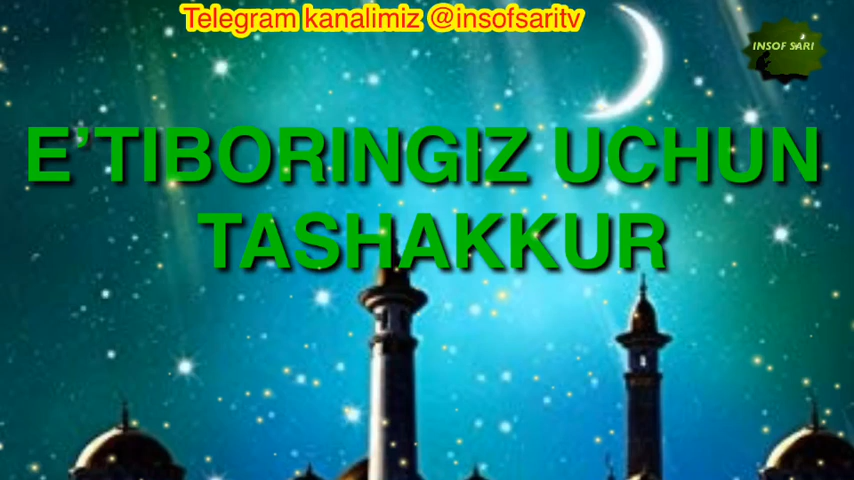 Telegram kanalimiz @insofsaritv
INSOF SARI
E’TIBORINGIZ UCHUN
TASHAKKUR